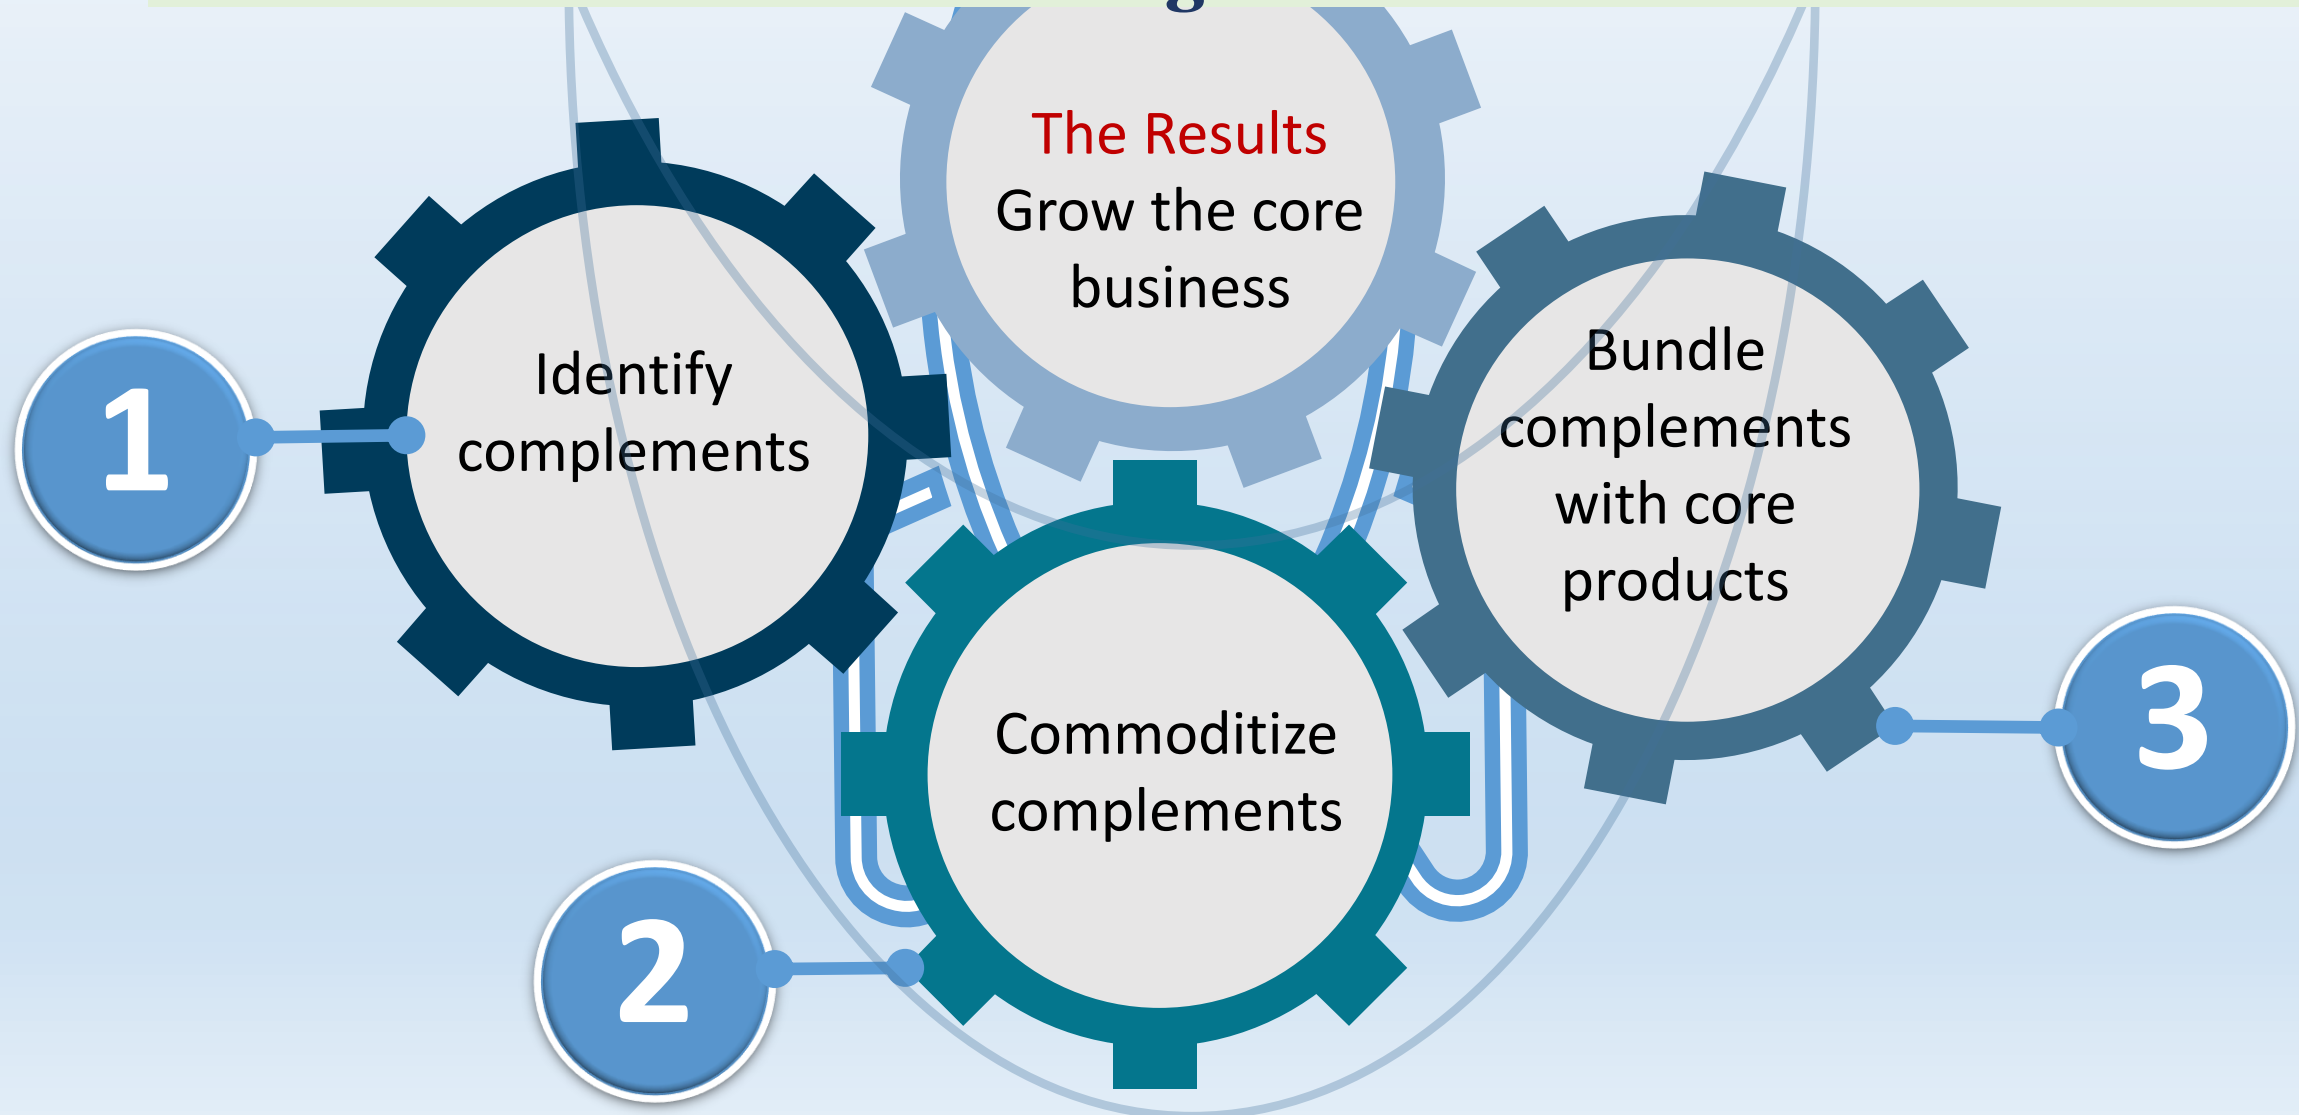 The Results
Grow the core
business
1
Identify
complements
Bundle
complements
with core
products
2
Commoditize
complements
3